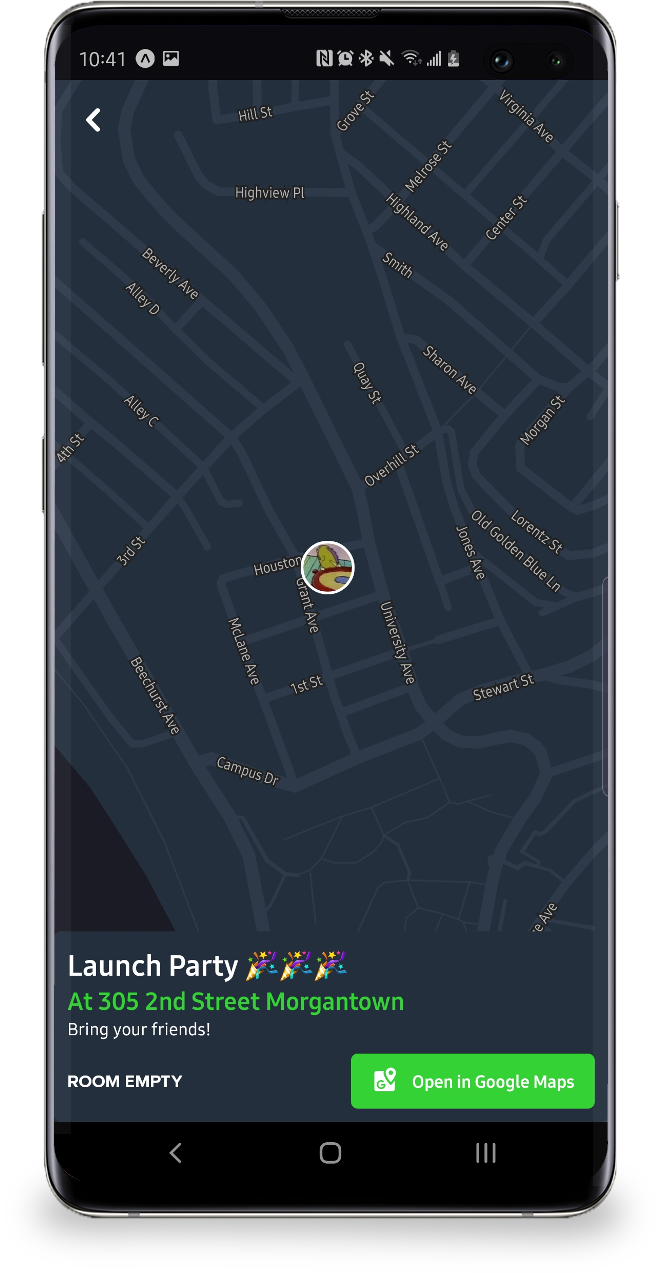 10:41
Hill St
Grove St
Virginia Ave
Melrose St
Highview Pl
Highland Ave
Center St
Beverly Ave
Smith
Alley D
Sharon Ave
Quay St
Alley C
Morgan St
4th St
Overhill St
Lorentz St
Old Golden Blue Ln
3rd St
Jones Ave
Houston
Grant Ave
McLane Ave
University Ave
1st St
Stewart St
Beechurst Ave
Campus Dr
Ave
Launch Party 🎉🎉🎉
At 305 2nd Street Morgantown
Bring your friends!
ROOM EMPTY
G Open in Google Maps